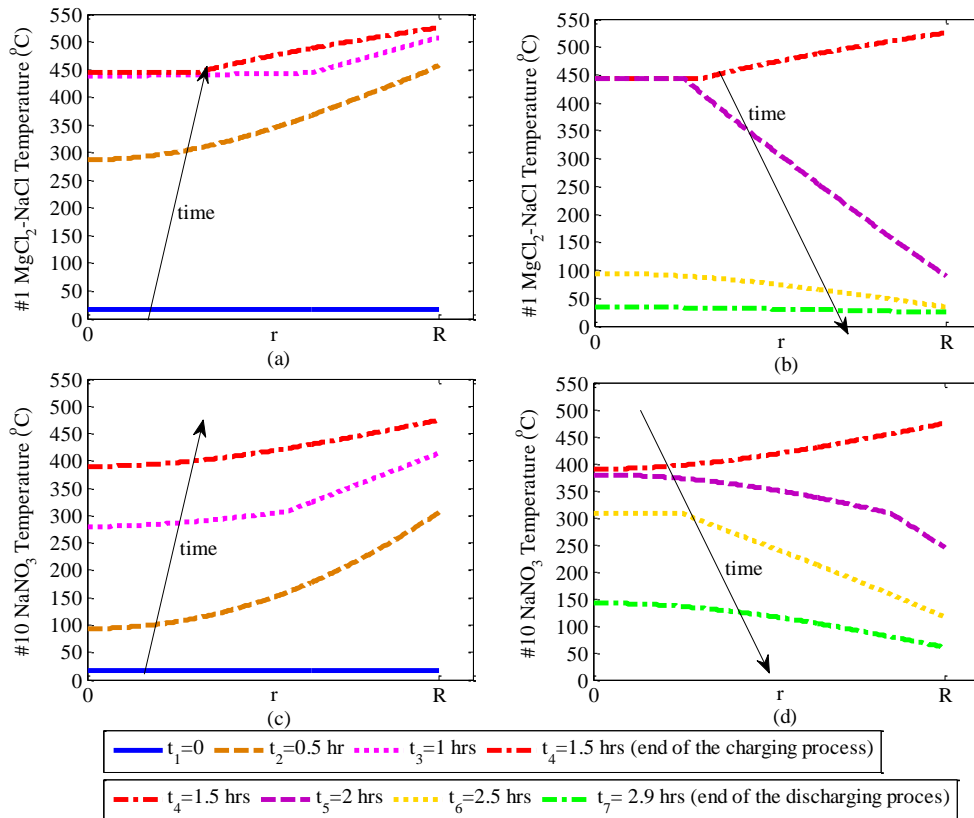 #1 MgCl2-NaCl Temperature (oC)
550
500
450
400
350
300
250
200
150
100
50
0
time
0 r R
(a)
#1 MgCl2-NaCl Temperature (oC)
550
500
450
400
350
300
250
200
150
100
50
0
time
0 r R
(b)
#10 NaNO3 Temperature (oC)
550
500
450
400
350
300
250
200
150
100
50
0
time
0 r R
(c)
#10 NaNO3 Temperature (oC)
550
500
450
400
350
300
250
200
150
100
50
0
time
0 r R
(d)
t1=0 t2=0.5 hr t3=1 hrs t4=1.5 hrs (end of the charging process)
t4=1.5 hrs t5=2 hrs t6=2.5 hrs t7= 2.9 hrs (end of the discharging proces)